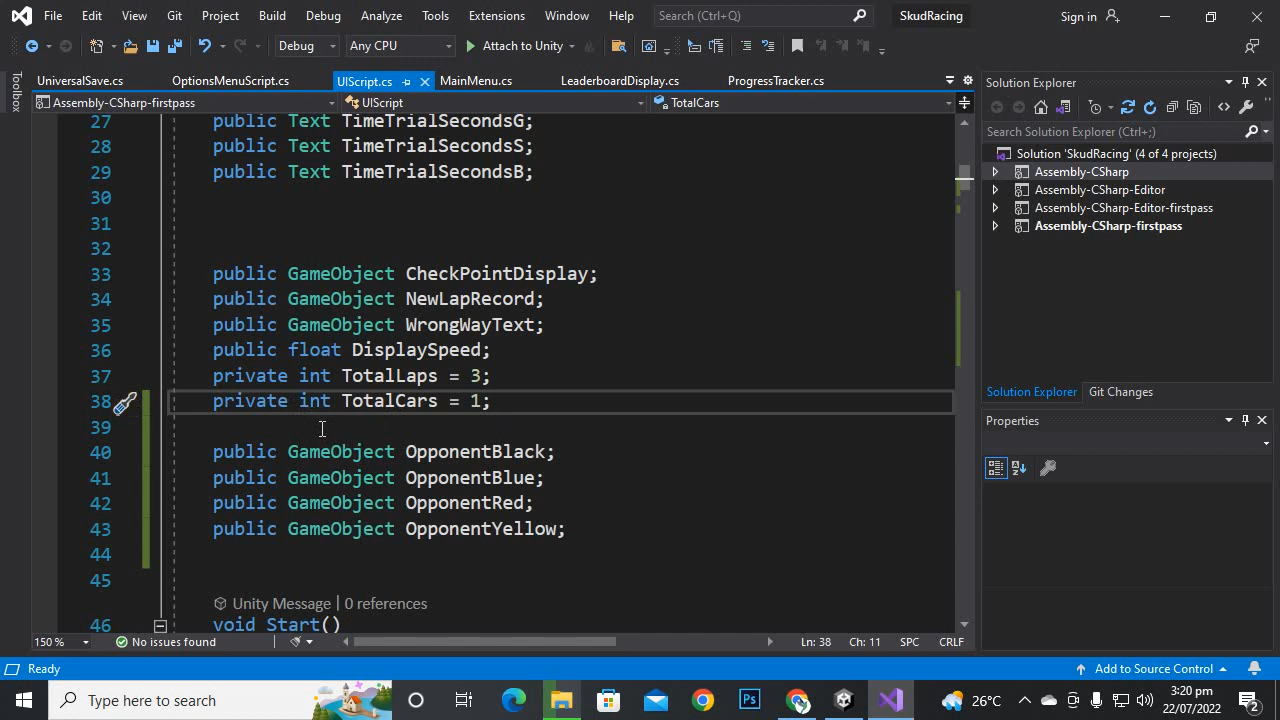 File Edit View Git Project Build Debug Analyze Tools Extensions Window Help Search (Ctrl+Q) SkudRacing Sign in
Debug Any CPU Attach to Unity
Toolbox
UniversalSave.cs OptionsMenuScript.cs UIScript.cs MainMenu.cs LeaderboardDisplay.cs ProgressTracker.cs
Assembly-CSharp-firstpass UIScript TotalCars
27 public Text TimeTrialSecondsG;
28 public Text TimeTrialSecondsS;
29 public Text TimeTrialSecondsB;
30
31
32
33 public GameObject CheckPointDisplay;
34 public GameObject NewLapRecord;
35 public GameObject WrongWayText;
36 public float DisplaySpeed;
37 private int TotalLaps = 3;
38 private int TotalCars = 1;
39
40 public GameObject OpponentBlack;
41 public GameObject OpponentBlue;
42 public GameObject OpponentRed;
43 public GameObject OpponentYellow;
44
45
Unity Message | 0 references
46 void Start()
150 % No issues found Ln: 38 Ch: 11 SPC CRLF
Solution Explorer
Search Solution Explorer (Ctrl+;)
Solution 'SkudRacing' (4 of 4 projects)
Assembly-CSharp
Assembly-CSharp-Editor
Assembly-CSharp-Editor-firstpass
Assembly-CSharp-firstpass
Solution Explorer Git Changes
Properties
Ready Add to Source Control
Type here to search Ps 26°C 3:20 pm
22/07/2022 2